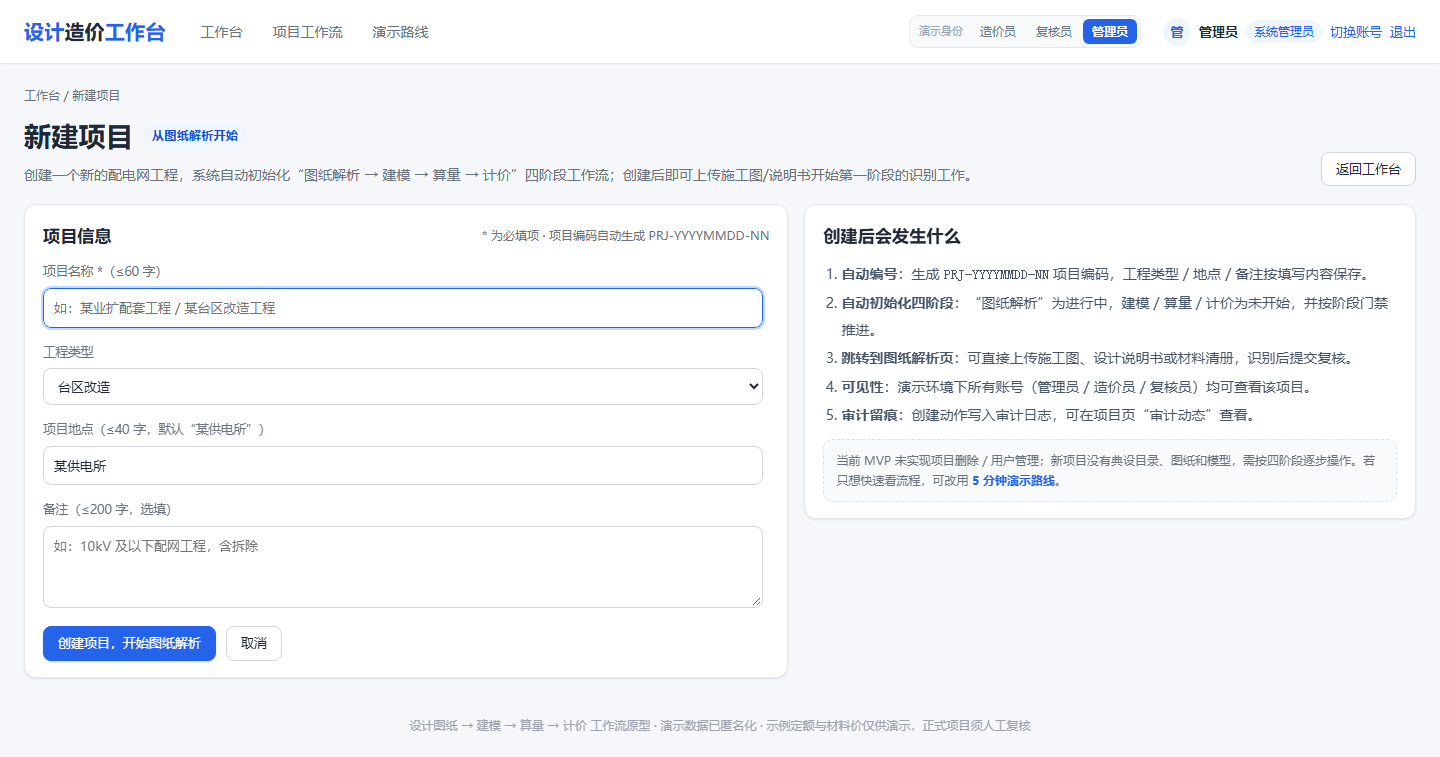 设计造价工作台
工作台 项目工作流 演示路线
演示身份 造价员 复核员 管理员
管 管理员 系统管理员 切换账号 退出
工作台 / 新建项目
新建项目 从图纸解析开始
创建一个新的配电网工程，系统自动初始化“图纸解析 → 建模 → 算量 → 计价”四阶段工作流；创建后即可上传施工图/说明书开始第一阶段的识别工作。
返回工作台
项目信息
* 为必填项 · 项目编码自动生成 PRJ-YYYYMMDD-NN
项目名称 *（≤60 字）
如：某业扩配套工程 / 某台区改造工程
工程类型
台区改造
项目地点（≤40 字，默认“某供电所”）
某供电所
备注（≤200 字，选填）
如：10kV 及以下配网工程，含拆除
创建项目，开始图纸解析 取消
创建后会发生什么
1. 自动编号：生成 PRJ-YYYYMMDD-NN 项目编码，工程类型 / 地点 / 备注按填写内容保存。
2. 自动初始化四阶段：“图纸解析”为进行中，建模 / 算量 / 计价为未开始，并按阶段门禁
推进。
3. 跳转到图纸解析页：可直接上传施工图、设计说明书或材料清册，识别后提交复核。
4. 可见性：演示环境下所有账号（管理员 / 造价员 / 复核员）均可查看该项目。
5. 审计留痕：创建动作写入审计日志，可在项目页“审计动态”查看。
当前 MVP 未实现项目删除 / 用户管理；新项目没有典设目录、图纸和模型，需按四阶段逐步操作。若
只想快速看流程，可改用 5 分钟演示路线。
设计图纸 → 建模 → 算量 → 计价 工作流原型 · 演示数据已匿名化 · 示例定额与材料价仅供演示，正式项目须人工复核